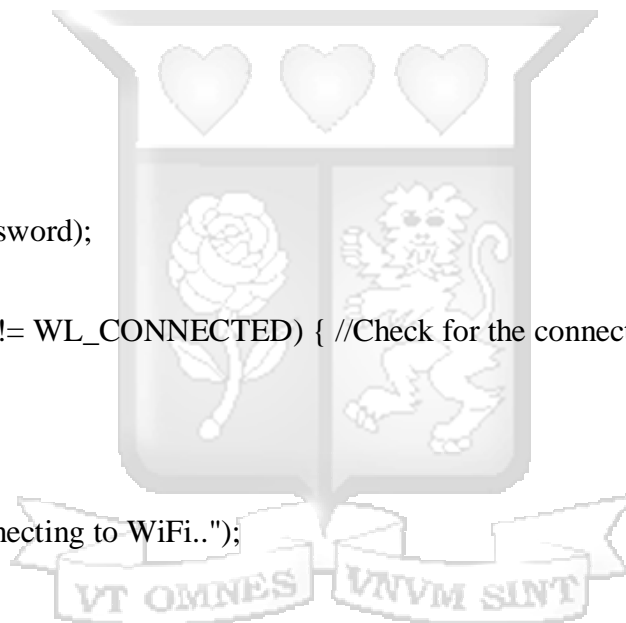 sword);
!= WL_CONNECTED) { //Check for the connect
necting to WiFi..");
VT OMNES VNVM SINT